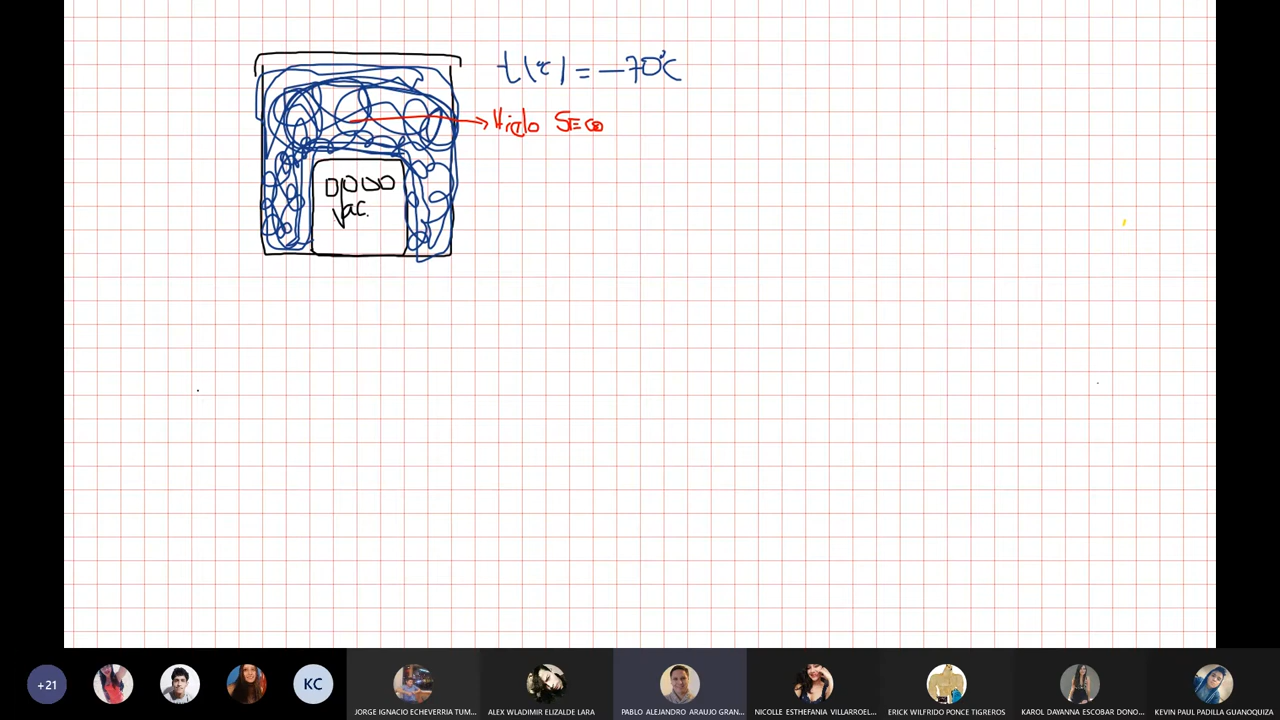 t(τ) = -70°C
Hielo SECO
0000
Vac.
+21
KC
JORGE IGNACIO ECHEVERRIA TUM...
ALEX WLADIMIR ELIZALDE LARA
PABLO ALEJANDRO ARAUJO GRAN...
NICOLLE ESTHEFANIA VILLARROEL...
ERICK WILFRIDO PONCE TIGREROS
KAROL DAYANNA ESCOBAR DONO...
KEVIN PAUL PADILLA GUANOQUIZA